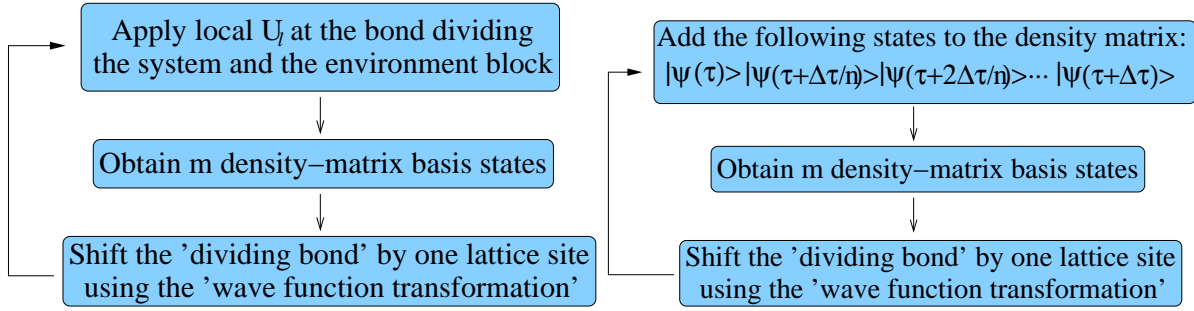 Apply local U_l at the bond dividing
the system and the environment block
Obtain m density−matrix basis states
Shift the ’dividing bond’ by one lattice site
using the ’wave function transformation’
Add the following states to the density matrix:
|ψ(τ)>|ψ(τ+Δτ/n)>|ψ(τ+2Δτ/n)>··· |ψ(τ+Δτ)>
Obtain m density−matrix basis states
Shift the ’dividing bond’ by one lattice site
using the ’wave function transformation’